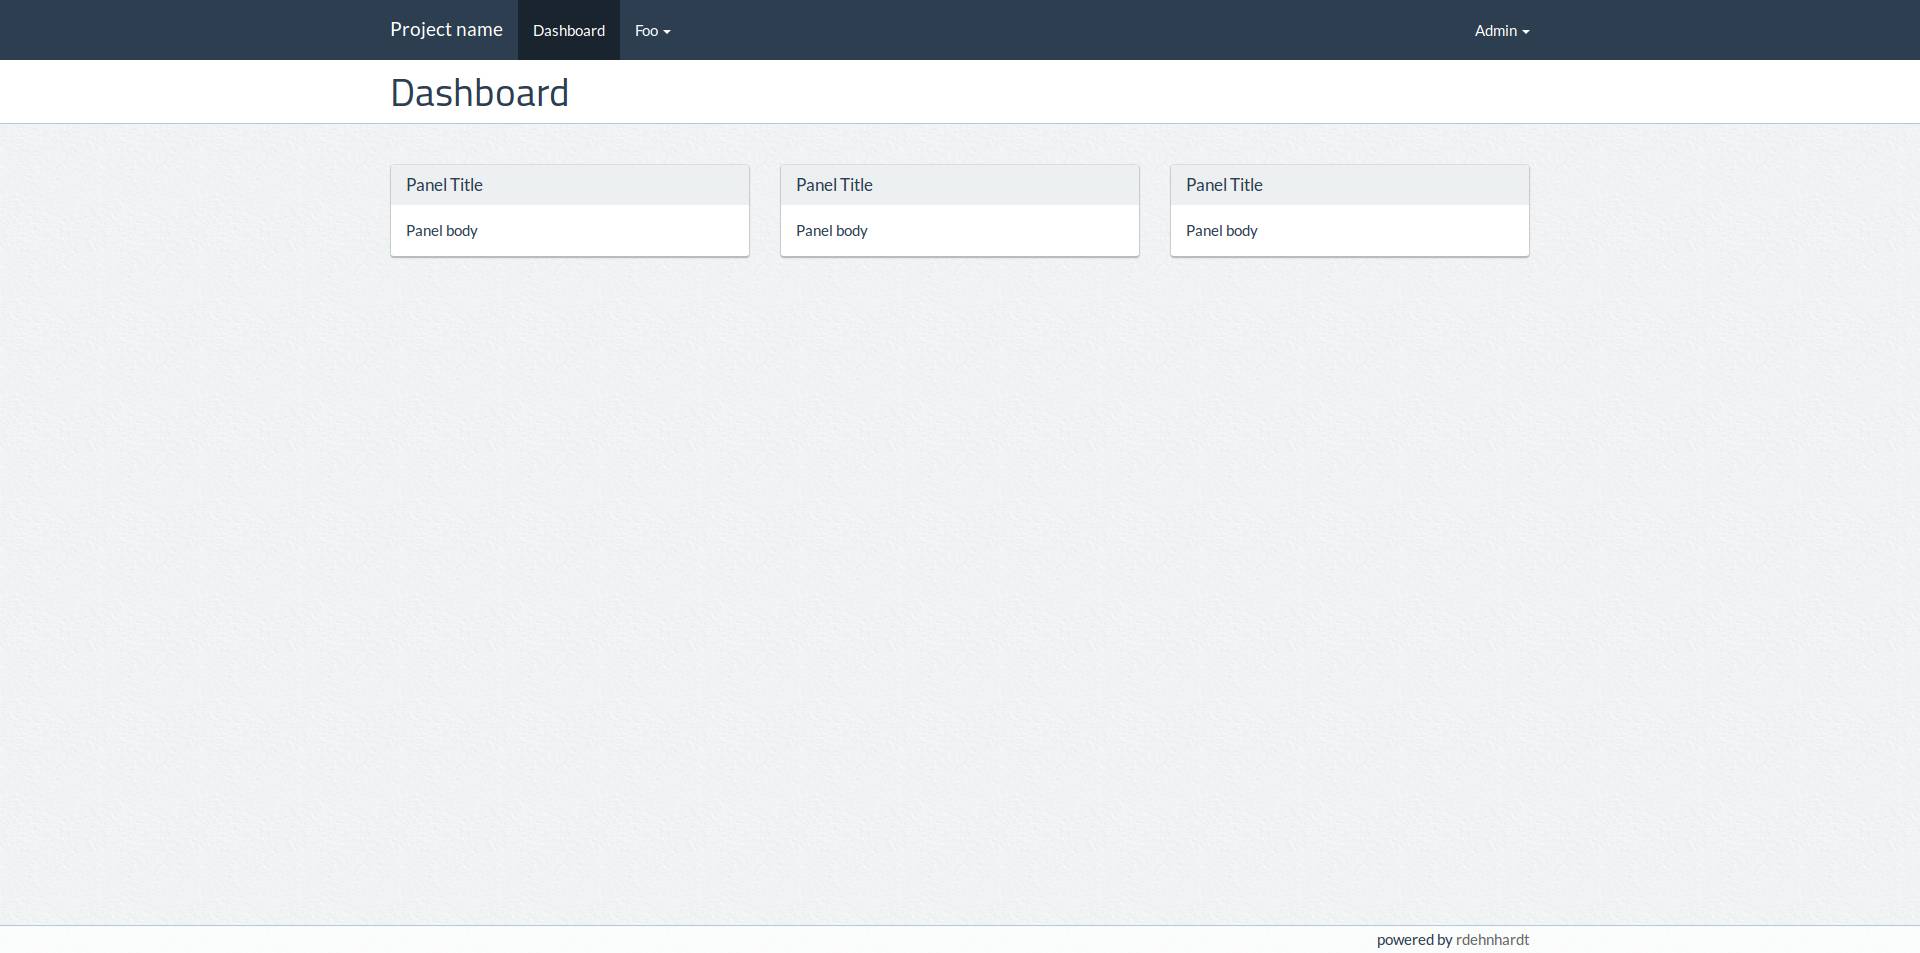 Project name Dashboard Foo Admin
Dashboard
Panel Title Panel Title Panel Title
Panel body Panel body Panel body
powered by rdehnhardt